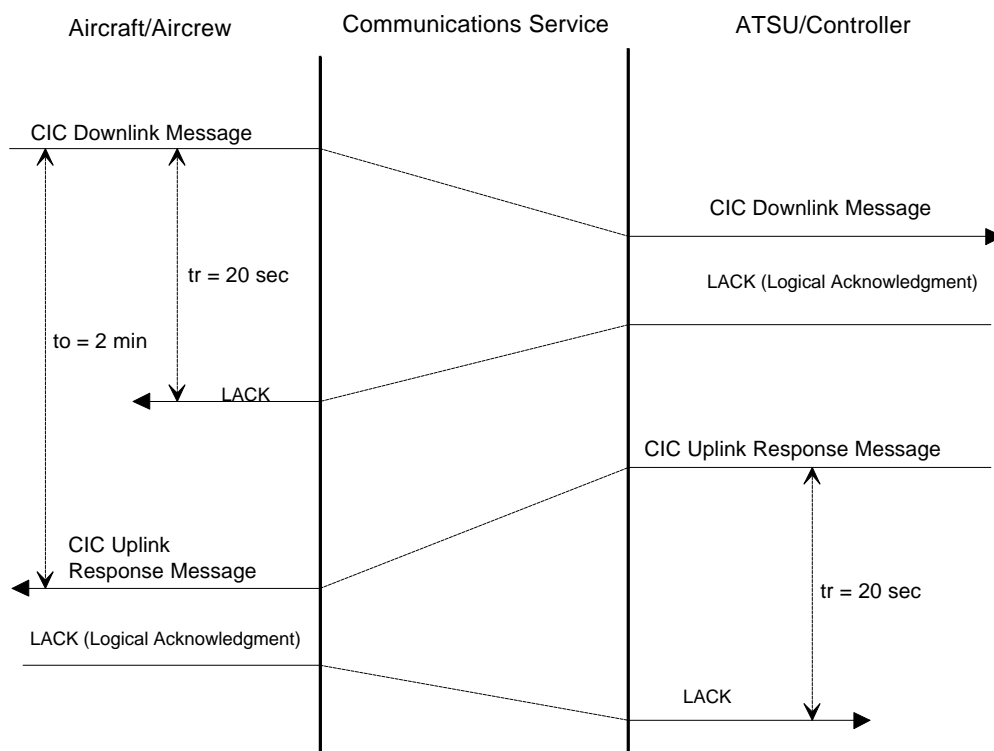 Aircraft/Aircrew
Communications Service
ATSU/Controller
CIC Downlink Message
CIC Downlink Message
tr = 20 sec
LACK (Logical Acknowledgment)
to = 2 min
LACK
CIC Uplink Response Message
CIC Uplink
Response Message
tr = 20 sec
LACK (Logical Acknowledgment)
LACK